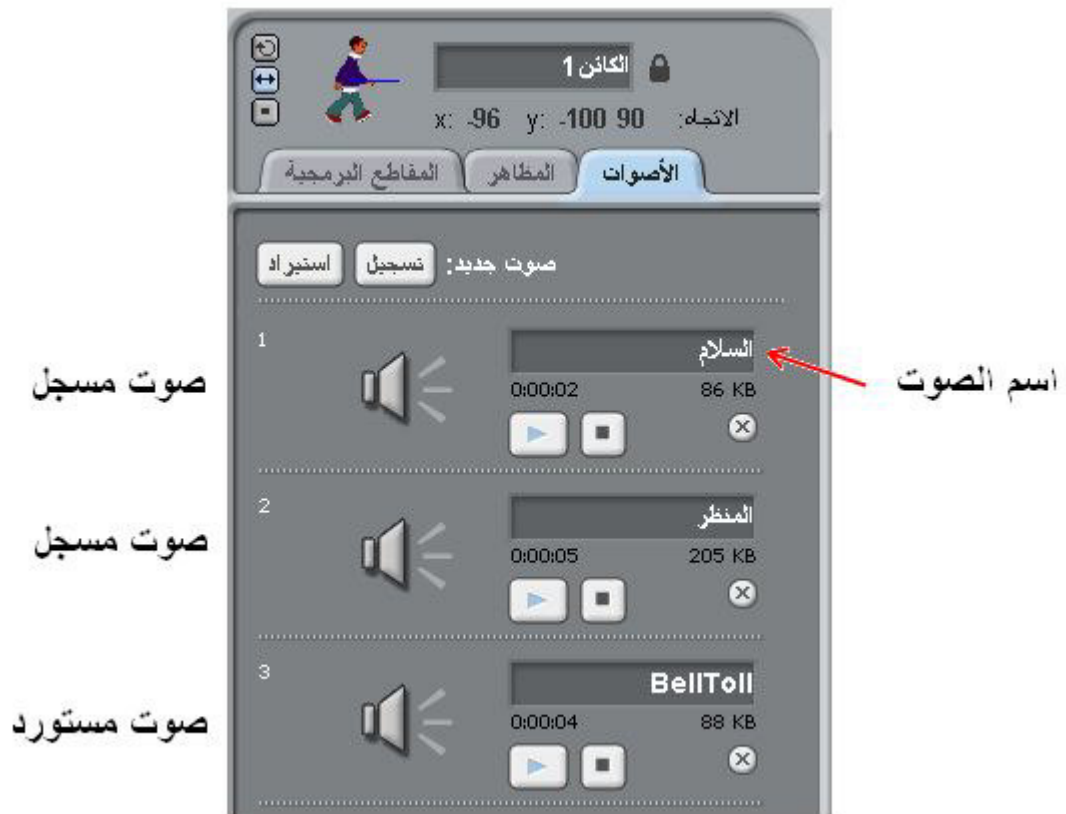 الكائن 1
x: -96 y: -100 90 الاتجاه:
الأصوات المظاهر المقاطع البرمجية
صوت جديد: تسجيل استيراد
1
السلام
0:00:02 86 KB
صوت مسجل
اسم الصوت
2
المنظر
0:00:05 205 KB
صوت مسجل
3
BellToll
0:00:04 88 KB
صوت مستورد